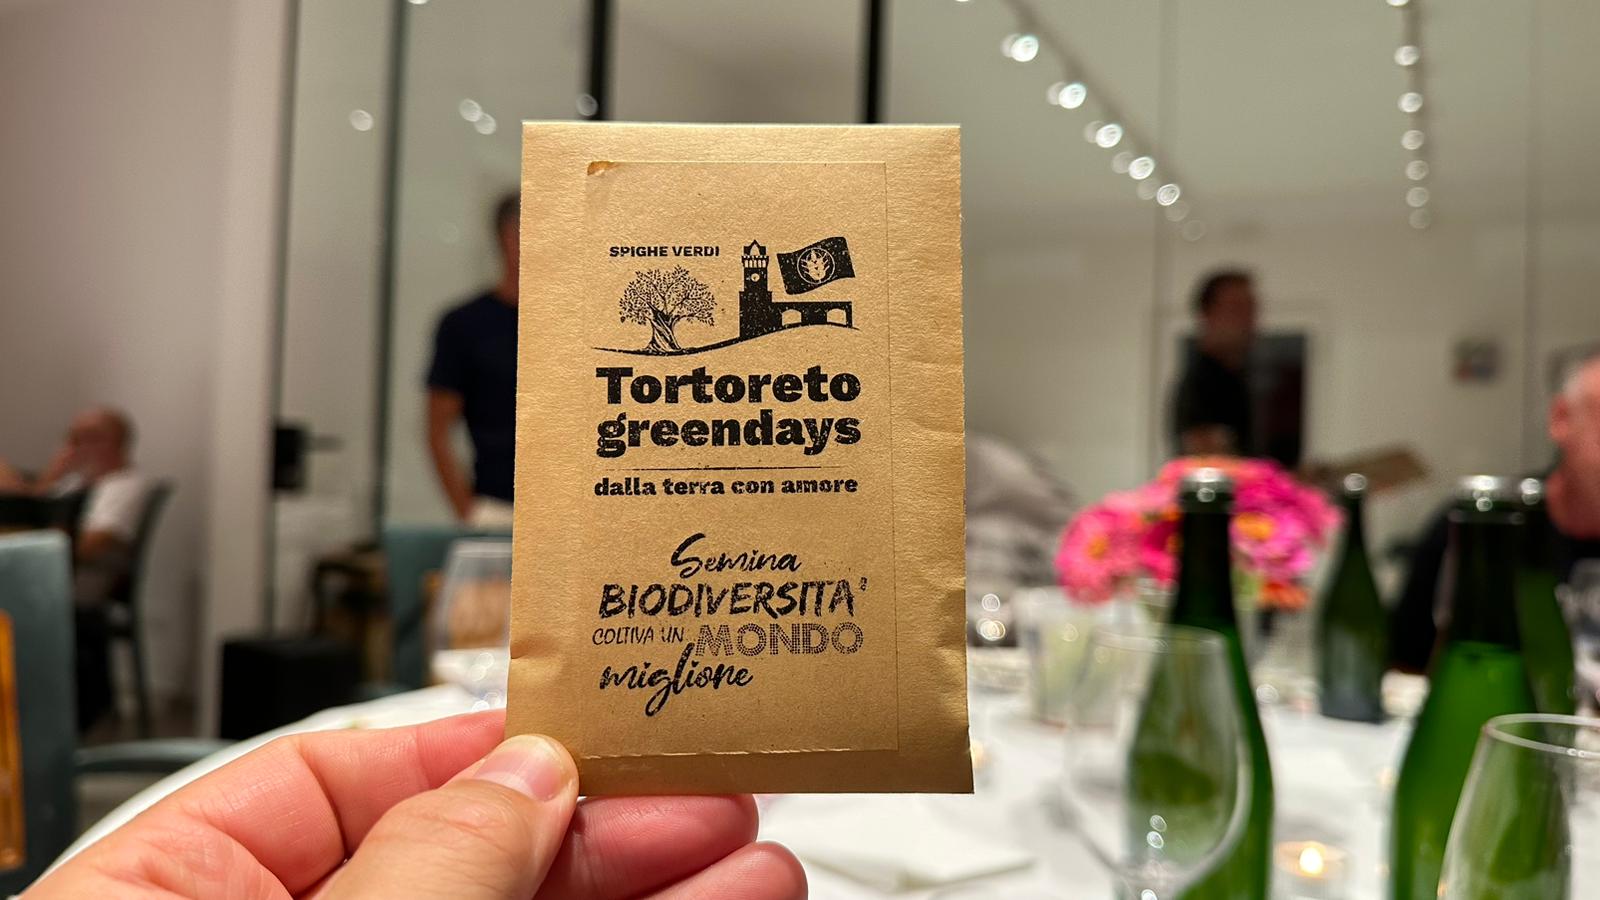 SPIGHE VERDI
Tortoreto
greendays
dalla terra con amore
Semina
BIODIVERSITA'
COLTIVA UN MONDO
migliore